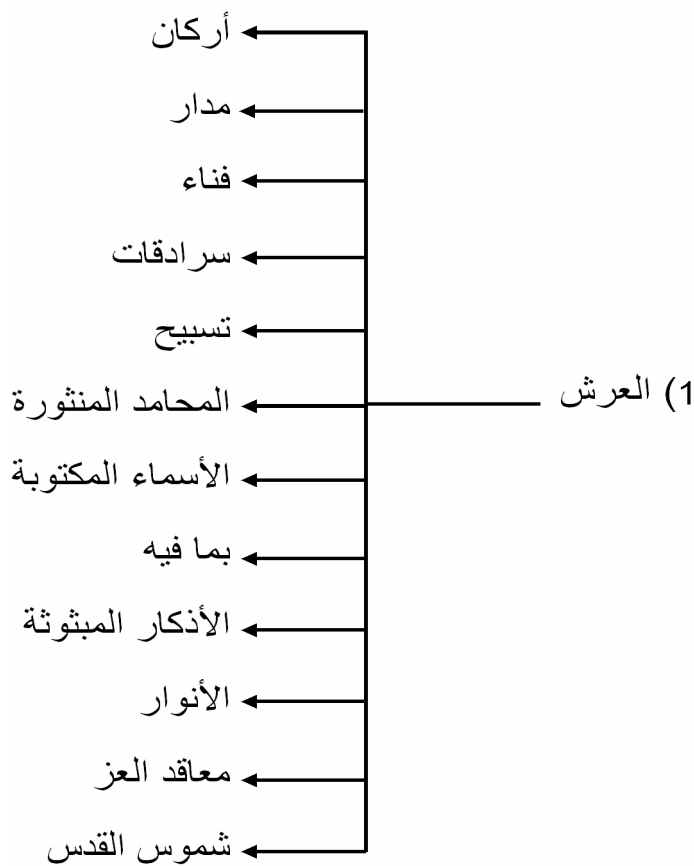 1) العرش
أركان
مدار
فناء
سرادقات
تسبيح
المحامد المنثورة
الأسماء المكتوبة
بما فيه
الأذكار المبثوثة
الأنوار
معاقد العز
شموس القدس